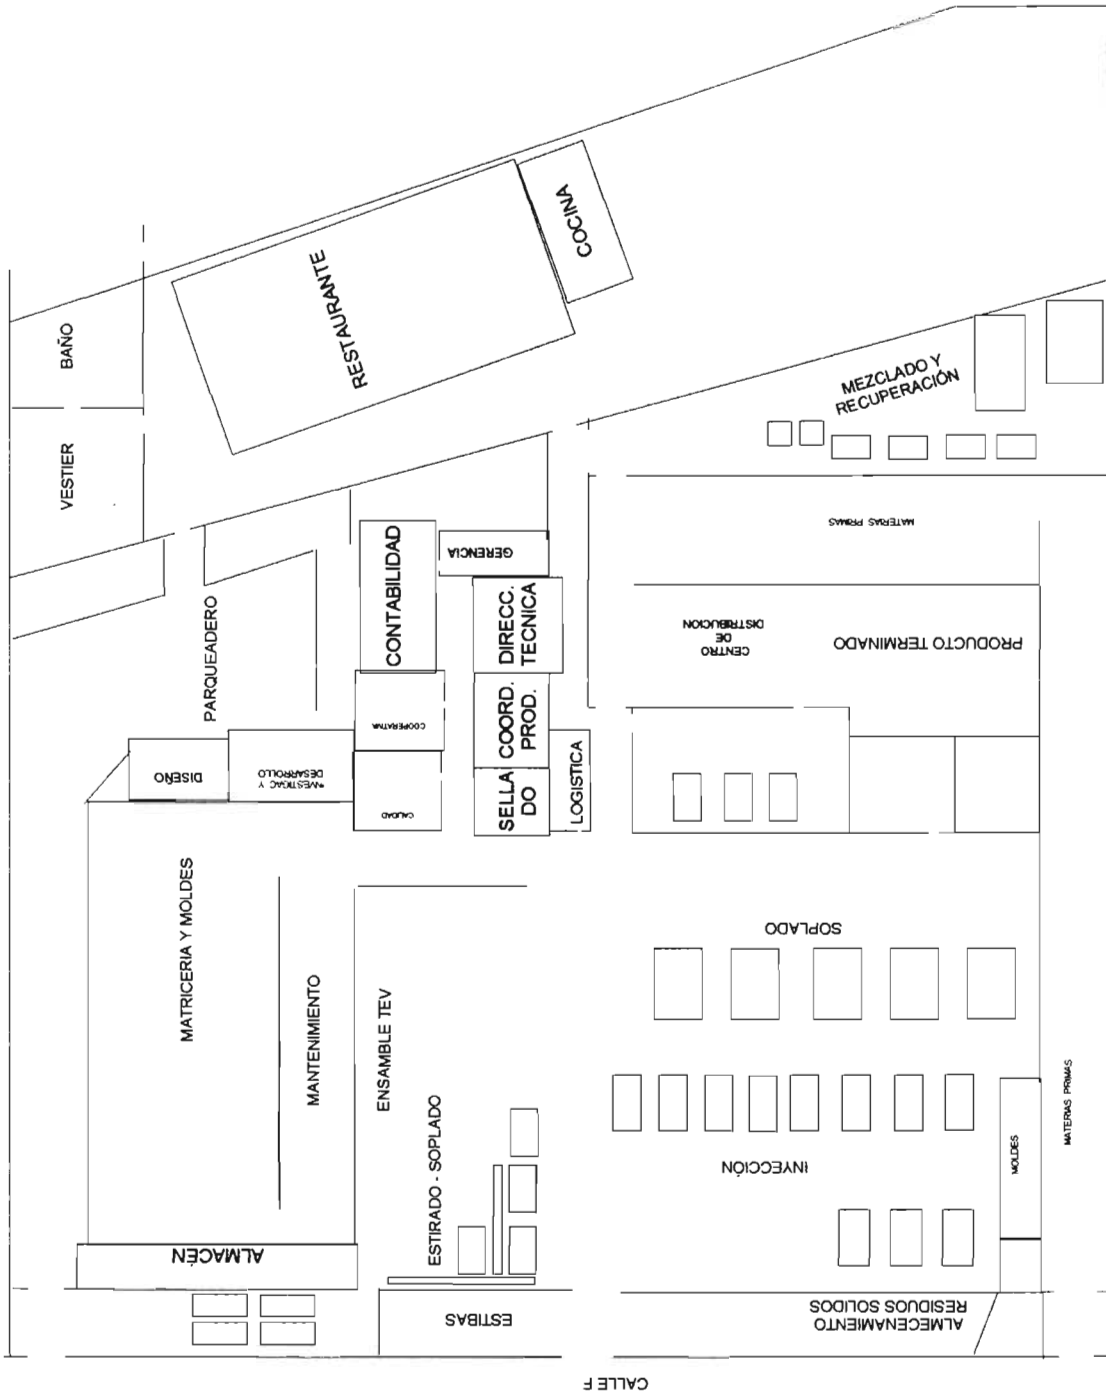 BAÑO
VESTIER
RESTAURANTE
COCINA
MEZCLADO Y
RECUPERACIÓN
MATERIAS PRIMAS
CONTABILIDAD
GERENCIA
DIRECC.
TECNICA
PARQUEADERO
CENTRO
DE
DISTRIBUCION
PRODUCTO TERMINADO
COOPERATIVA
COORD.
PROD.
DISEÑO
INVESTIGAC Y
DESARROLLO
CALIDAD
SELLA
DO
LOGISTICA
MATRICERIA Y MOLDES
SOPLADO
MANTENIMIENTO
ENSAMBLE TEV
ESTIRADO - SOPLADO
INYECCIÓN
MOLDES
MATERIAS PRIMAS
ALMACÉN
ESTIBAS
ALMECENAMIENTO
RESIDUOS SOLIDOS
CALLE F